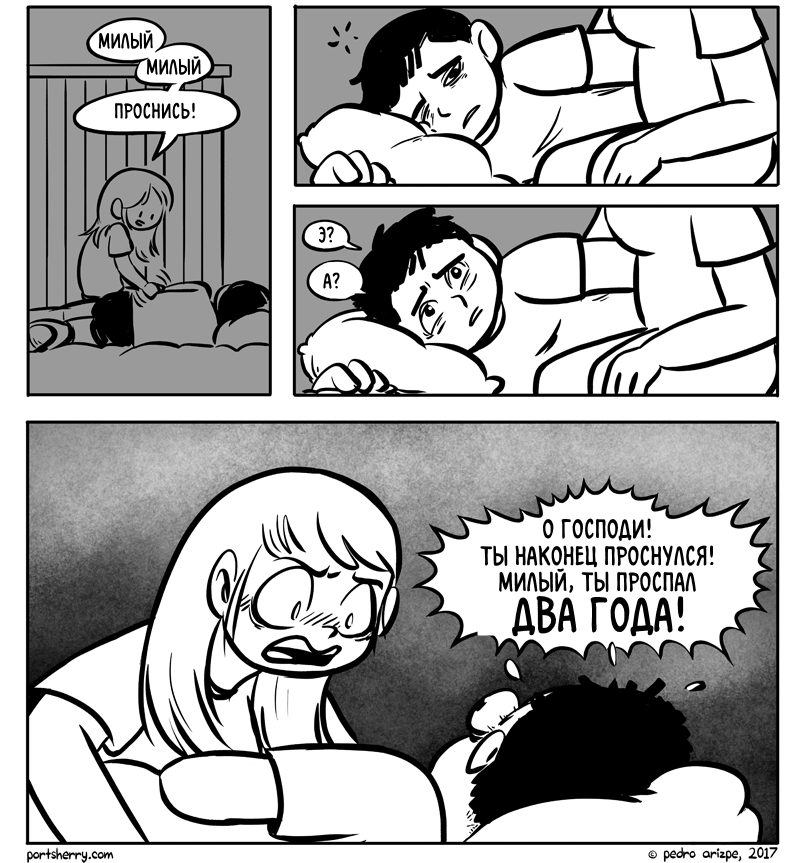 МИЛЫЙ
МИЛЫЙ
ПРОСНИСЬ!
Э?
А?
О ГОСПОДИ!
ТЫ НАКОНЕЦ ПРОСНУЛСЯ!
МИЛЫЙ, ТЫ ПРОСПАЛ
ДВА ГОДА!
portsherry.com
© pedro arizpe, 2017